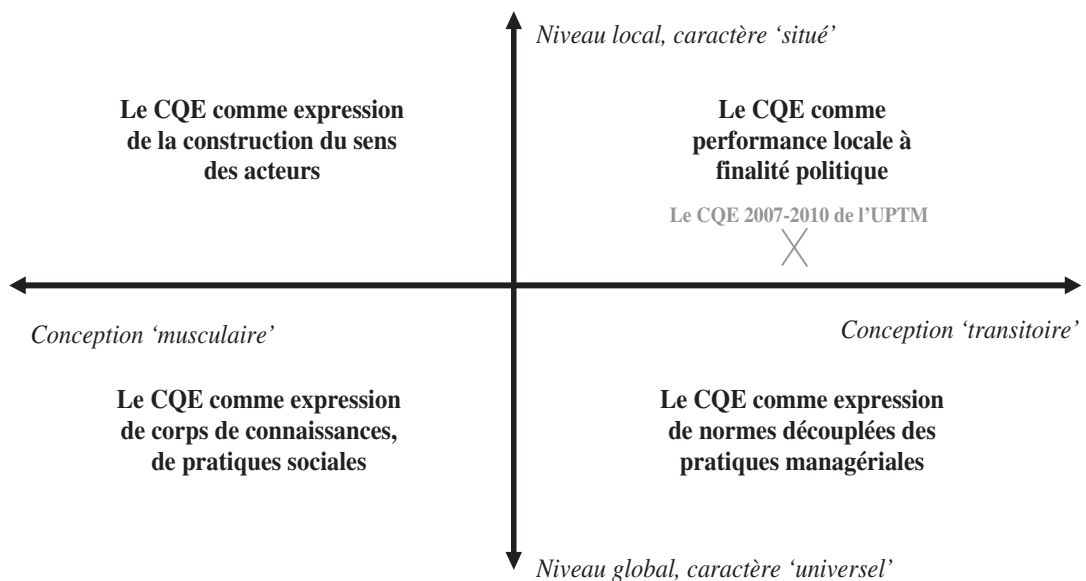 Niveau local, caractère ‘situé’
Le CQE comme expression
de la construction du sens
des acteurs
Le CQE comme
performance locale à
finalité politique
Le CQE 2007-2010 de l’UPTM
Conception ‘musculaire’
Conception ‘transitoire’
Le CQE comme expression
de corps de connaissances,
de pratiques sociales
Le CQE comme expression
de normes découplées des
pratiques managériales
Niveau global, caractère ‘universel’